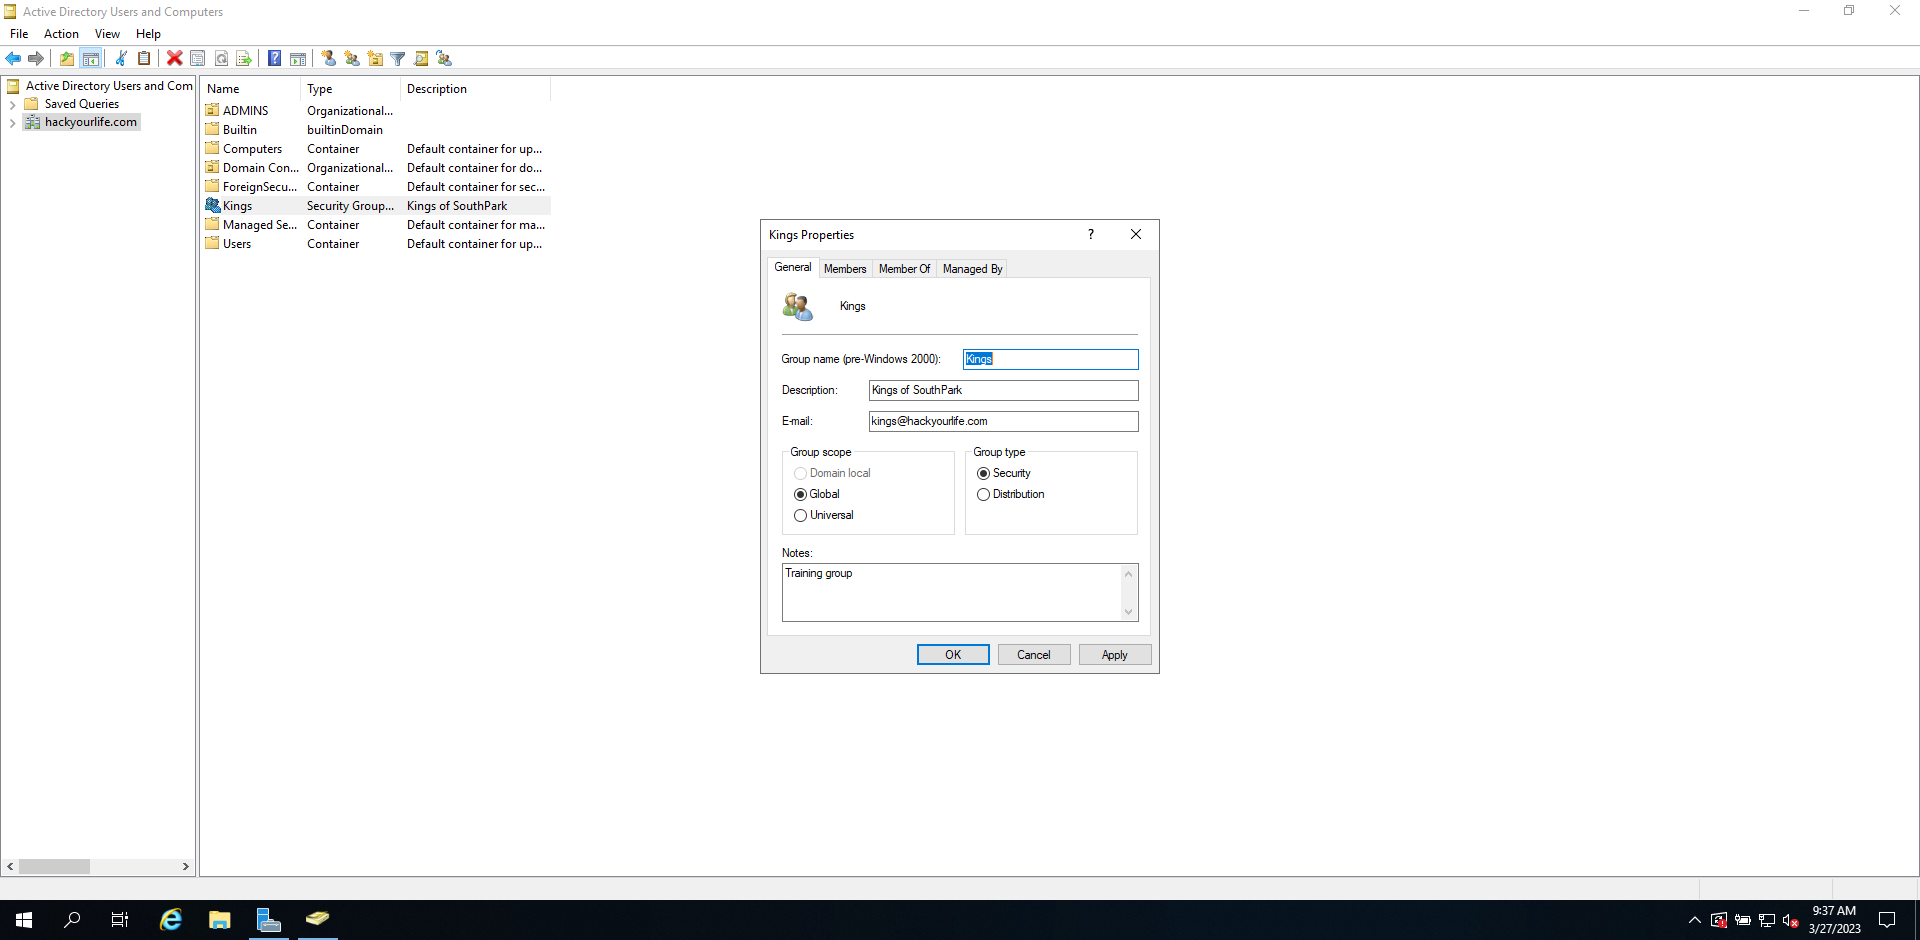 Active Directory Users and Computers
File Action View Help
Active Directory Users and Com
Saved Queries
hackyourlife.com
Name Type Description
ADMINS Organizational...
Builtin builtinDomain
Computers Container Default container for up...
Domain Con... Organizational... Default container for do...
ForeignSecu... Container Default container for sec...
Kings Security Group... Kings of SouthPark
Managed Se... Container Default container for ma...
Users Container Default container for up...
Kings Properties ?
General Members Member Of Managed By
Kings
Group name (pre-Windows 2000): Kings
Description: Kings of SouthPark
E-mail: kings@hackyourlife.com
Group scope Group type
Domain local Security
Global Distribution
Universal
Notes:
Training group
OK Cancel Apply
9:37 AM
3/27/2023